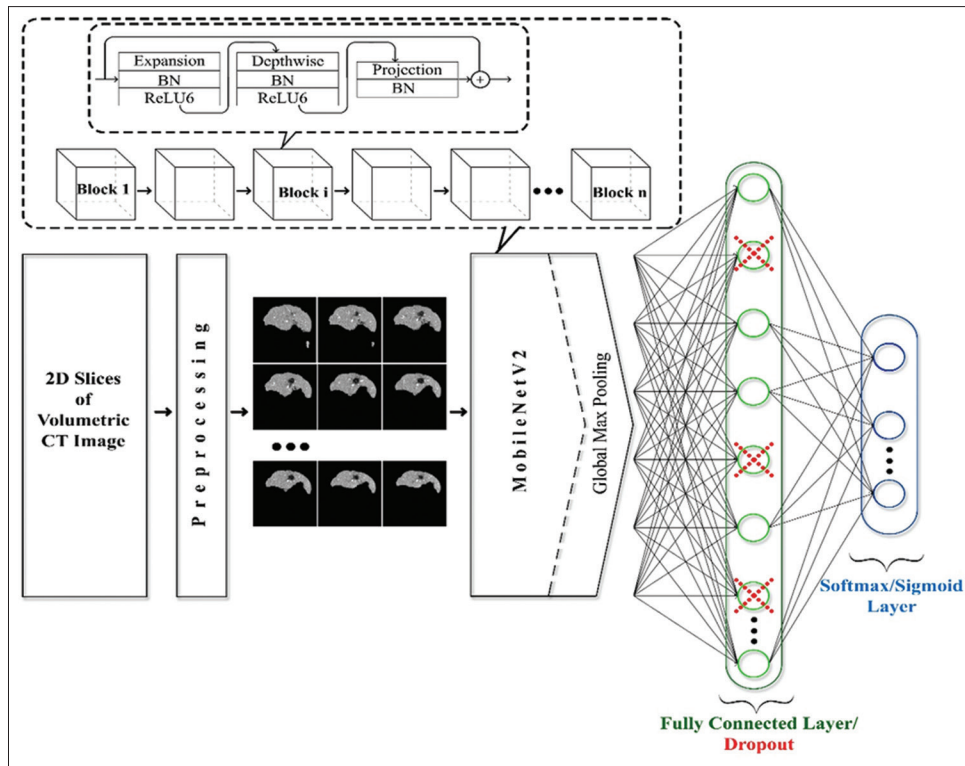 Expansion
BN
ReLU6
Depthwise
BN
ReLU6
Projection
BN
+
Block 1
Block i
Block n
2D Slices
of
Volumetric
CT Image
Preprocessing
MobileNetV2
Global Max Pooling
Softmax/Sigmoid
Layer
Fully Connected Layer/
Dropout